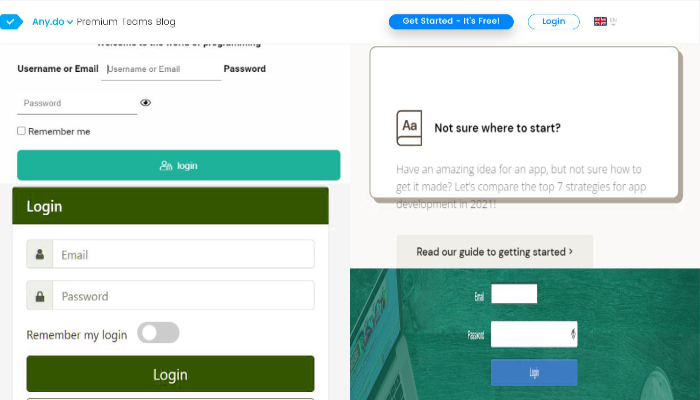 Any.do Premium Teams Blog
Get Started - It's Free!
Login
EN
Welcome to the world of programming
Username or Email Username or Email Password
Password
Remember me
login
Login
Email
Password
Remember my login
Login
Aa
Not sure where to start?
Have an amazing idea for an app, but not sure how to
get it made? Let's compare the top 7 strategies for app
development in 2021!
Read our guide to getting started >
Email
Password
Login